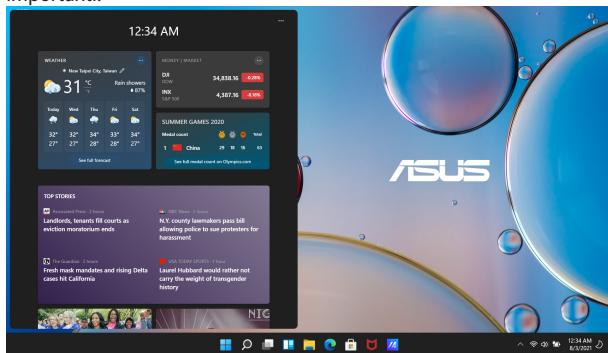 12:34 AM
WEATHER
New Taipei City, Taiwan
31 °C
°F
Rain showers
87%
Today Wed Thu Fri Sat
32° 32° 34° 33° 34°
27° 27° 28° 28° 27°
See full forecast
MONEY | MARKET
DJI
DOW
34,838.16 -0.28%
INX
S&P 500
4,387.16 -0.18%
SUMMER GAMES 2020
Medal count Total
1 China 29 18 16 63
See full medal count on Olympics.com
TOP STORIES
Associated Press · 2 hours
Landlords, tenants fill courts as
eviction moratorium ends
NBC News · 6 hours
N.Y. county lawmakers pass bill
allowing police to sue protesters for
harassment
The Guardian · 2 hours
Fresh mask mandates and rising Delta
cases hit California
USA TODAY SPORTS · 1 hour
Laurel Hubbard would rather not
carry the weight of transgender
history
NIG
ASUS
12:34 AM
8/3/2021